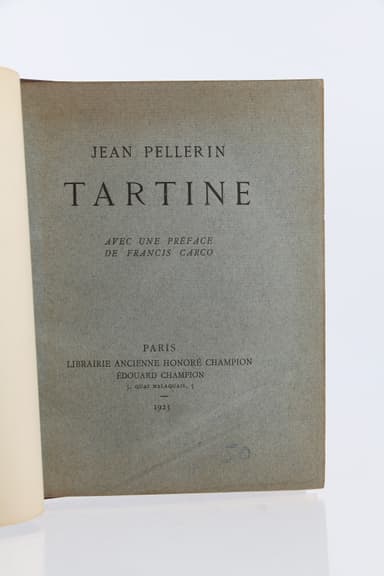 JEAN PELLERIN
TARTINE
AVEC UNE PRÉFACE
DE FRANCIS CARCO
PARIS
LIBRAIRIE ANCIENNE HONORÉ CHAMPION
ÉDOUARD CHAMPION
5, QUAI MALAQUAIS, 5
1923
50